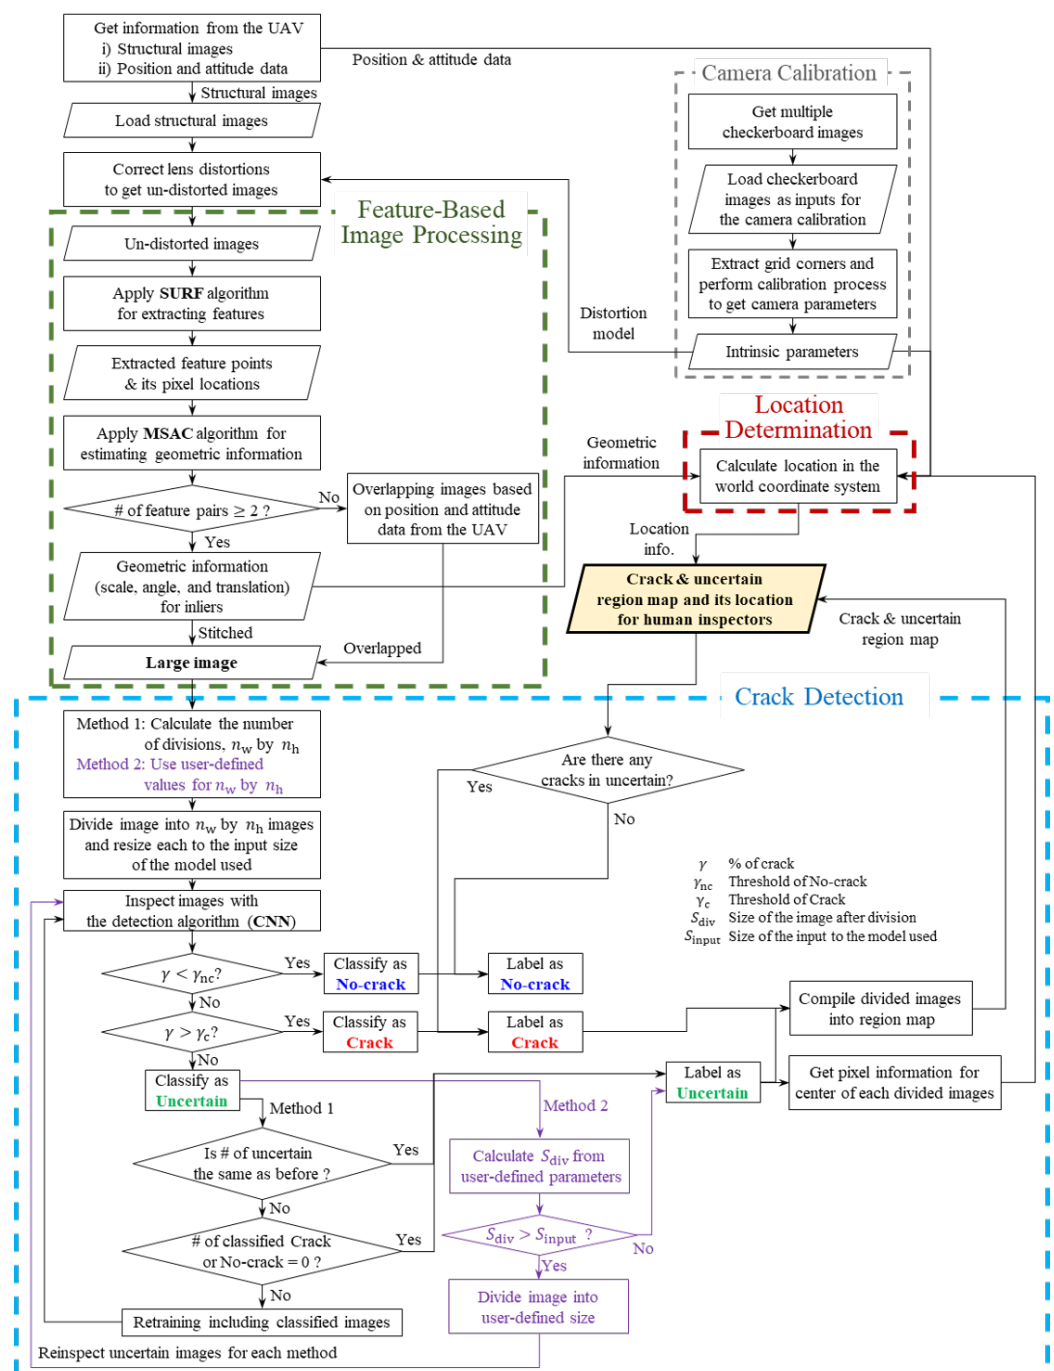 Get information from the UAV
i) Structural images
ii) Position and attitude data
Position & attitude data
Structural images
Load structural images
Correct lens distortions
to get un-distorted images
Camera Calibration
Get multiple
checkerboard images
Load checkerboard
images as inputs for
the camera calibration
Extract grid corners and
perform calibration process
to get camera parameters
Intrinsic parameters
Distortion
model
Feature-Based
Image Processing
Un-distorted images
Apply SURF algorithm
for extracting features
Extracted feature points
& its pixel locations
Apply MSAC algorithm for
estimating geometric information
# of feature pairs ≥ 2 ?
No
Yes
Overlapping images based
on position and attitude
data from the UAV
Geometric information
(scale, angle, and translation)
for inliers
Stitched
Overlapped
Large image
Geometric
information
Location
Determination
Calculate location in the
world coordinate system
Location
info.
Crack & uncertain
region map and its location
for human inspectors
Crack & uncertain
region map
Crack Detection
Method 1: Calculate the number
of divisions, n_w by n_h
Method 2: Use user-defined
values for n_w by n_h
Divide image into n_w by n_h images
and resize each to the input size
of the model used
Inspect images with
the detection algorithm (CNN)
Are there any
cracks in uncertain?
Yes
No
γ % of crack
γ_nc Threshold of No-crack
γ_c Threshold of Crack
S_div Size of the image after division
S_input Size of the input to the model used
γ < γ_nc?
Yes
No
Classify as
No-crack
Label as
No-crack
γ > γ_c?
Yes
No
Classify as
Crack
Label as
Crack
Compile divided images
into region map
Classify as
Uncertain
Label as
Uncertain
Get pixel information for
center of each divided images
Method 1
Method 2
Is # of uncertain
the same as before ?
Yes
No
Calculate S_div from
user-defined parameters
# of classified Crack
or No-crack = 0 ?
Yes
No
S_div > S_input ?
No
Yes
Divide image into
user-defined size
Retraining including classified images
Reinspect uncertain images for each method